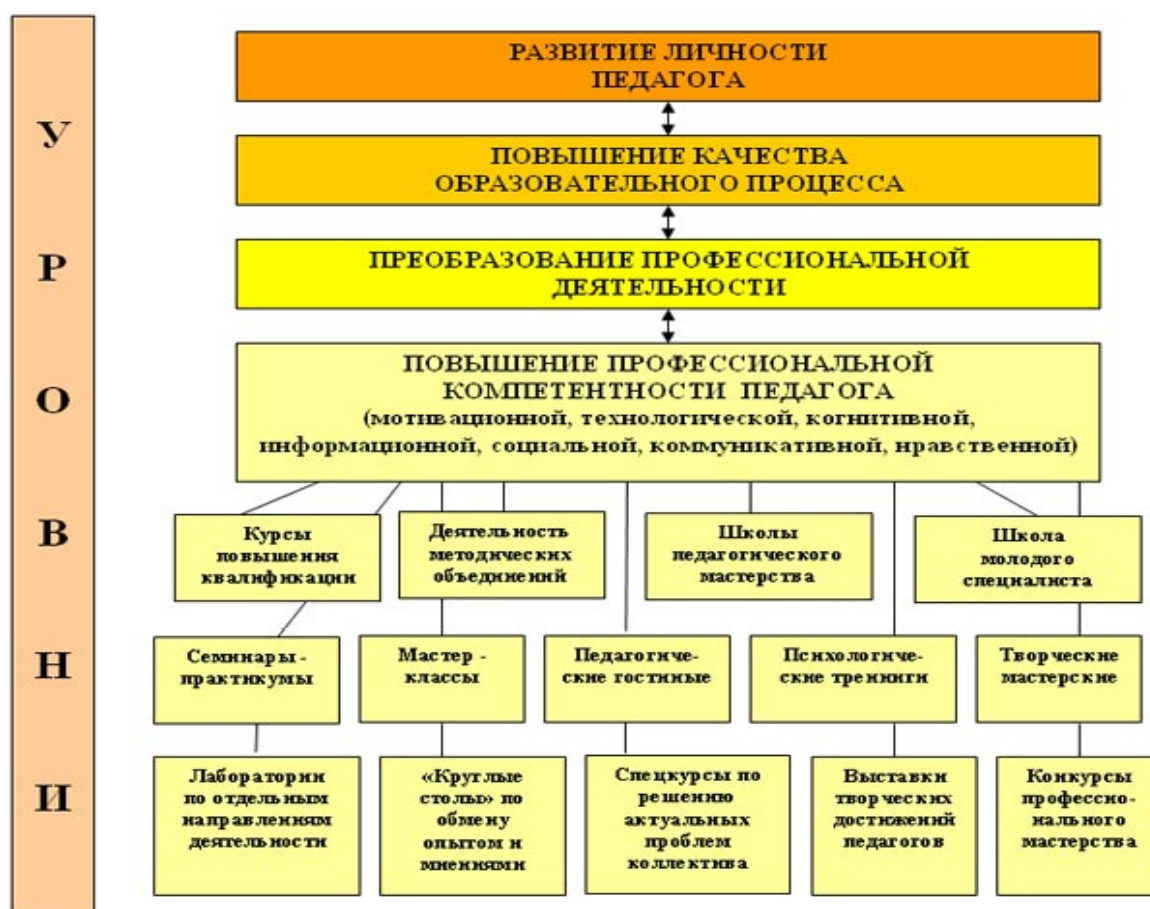 У
Р
О
В
Н
И
РАЗВИТИЕ ЛИЧНОСТИ
ПЕДАГОГА
ПОВЫШЕНИЕ КАЧЕСТВА
ОБРАЗОВАТЕЛЬНОГО ПРОЦЕССА
ПРЕОБРАЗОВАНИЕ ПРОФЕССИОНАЛЬНОЙ
ДЕЯТЕЛЬНОСТИ
ПОВЫШЕНИЕ ПРОФЕССИОНАЛЬНОЙ
КОМПЕТЕНТНОСТИ ПЕДАГОГА
(мотивационной, технологической, когнитивной,
информационной, социальной, коммуникативной, нравственной)
Курсы
повышения
квалификации
Деятельность
методических
объединений
Школы
педагогического
мастерства
Школа
молодого
специалиста
Семинары -
практикумы
Мастер -
классы
Педагогиче-
ские гостиные
Психологиче-
ские тренинги
Творческие
мастерские
Лаборатории
по отдельным
направлениям
деятельности
«Круглые
столы» по
обмену
опытом и
мнениями
Спецкурсы по
решению
актуальных
проблем
коллектива
Выставки
творческих
достижений
педагогов
Конкурсы
профессио-
нального
мастерства